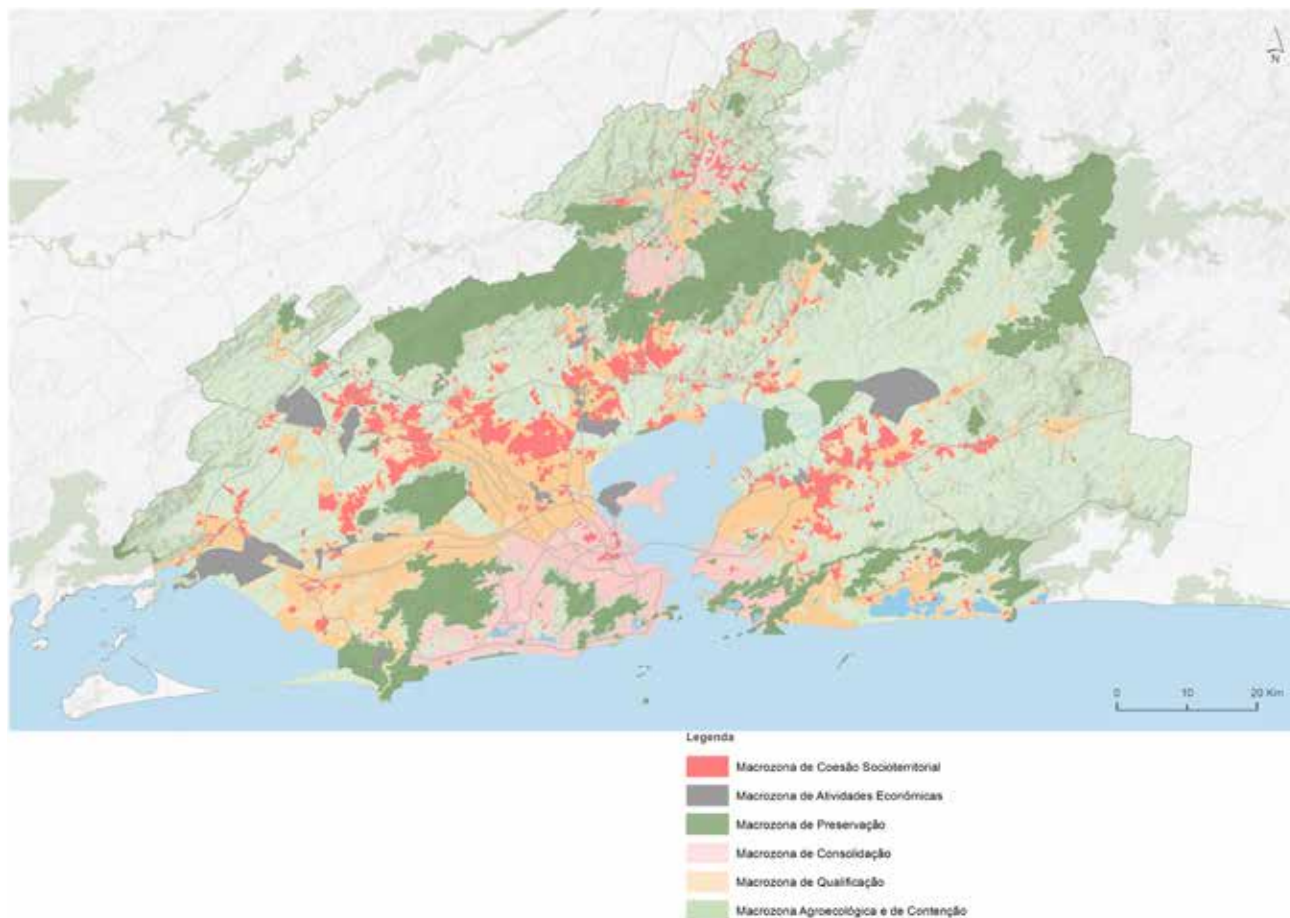 N
0 10 20 Km
Legenda
Macrozona de Coesão Socioterritorial
Macrozona de Atividades Econômicas
Macrozona de Preservação
Macrozona de Consolidação
Macrozona de Qualificação
Macrozona Agroecológica e de Contenção